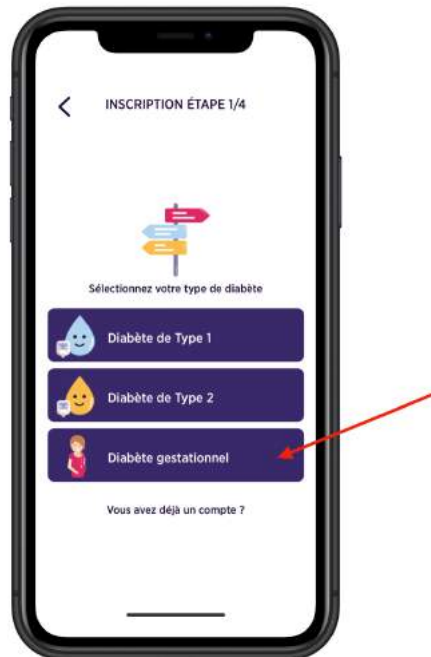 INSCRIPTION ÉTAPE 1/4
Sélectionnez votre type de diabète
Diabète de Type 1
Diabète de Type 2
Diabète gestationnel
Vous avez déjà un compte ?